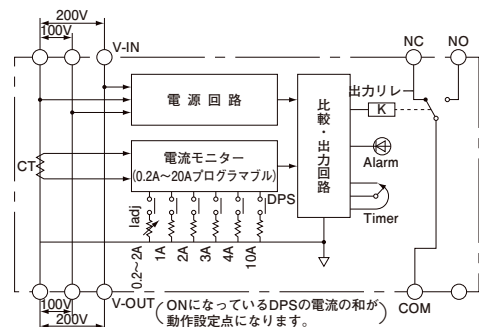 200V
100V
V-IN
NC
NO
電源回路
出力リレー
K
比較・出力回路
CT
電流モニター
(0.2A～20Aプログラマブル)
Alarm
DPS
Iadj
Timer
0.2～2A
1A
2A
3A
4A
10A
100V
V-OUT
200V
(ONになっているDPSの電流の和が
動作設定点になります。)
COM